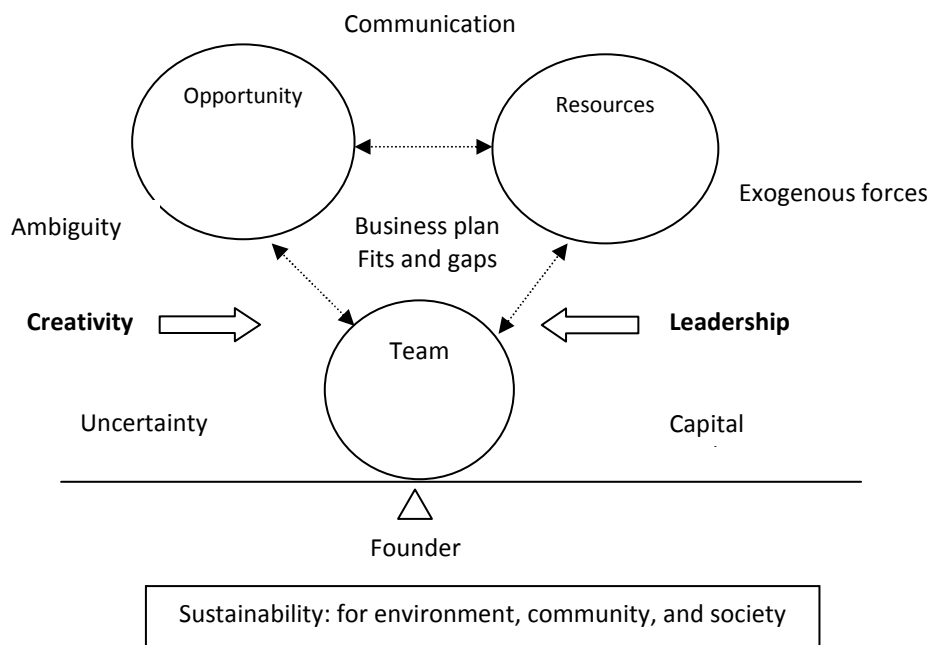 Communication
Opportunity
Resources
Exogenous forces
Ambiguity
Business plan
Fits and gaps
Creativity
Leadership
Team
Uncertainty
Capital
Founder
Sustainability: for environment, community, and society